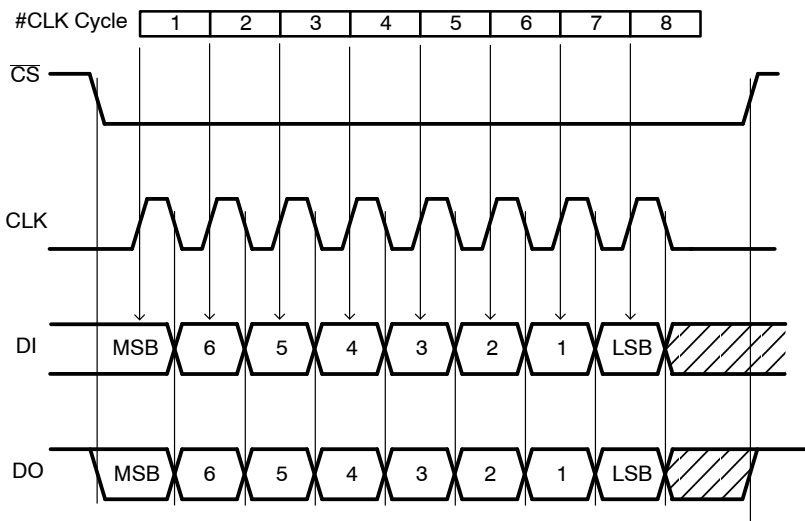 #CLK Cycle 1 2 3 4 5 6 7 8
CS
CLK
DI MSB 6 5 4 3 2 1 LSB
DO MSB 6 5 4 3 2 1 LSB